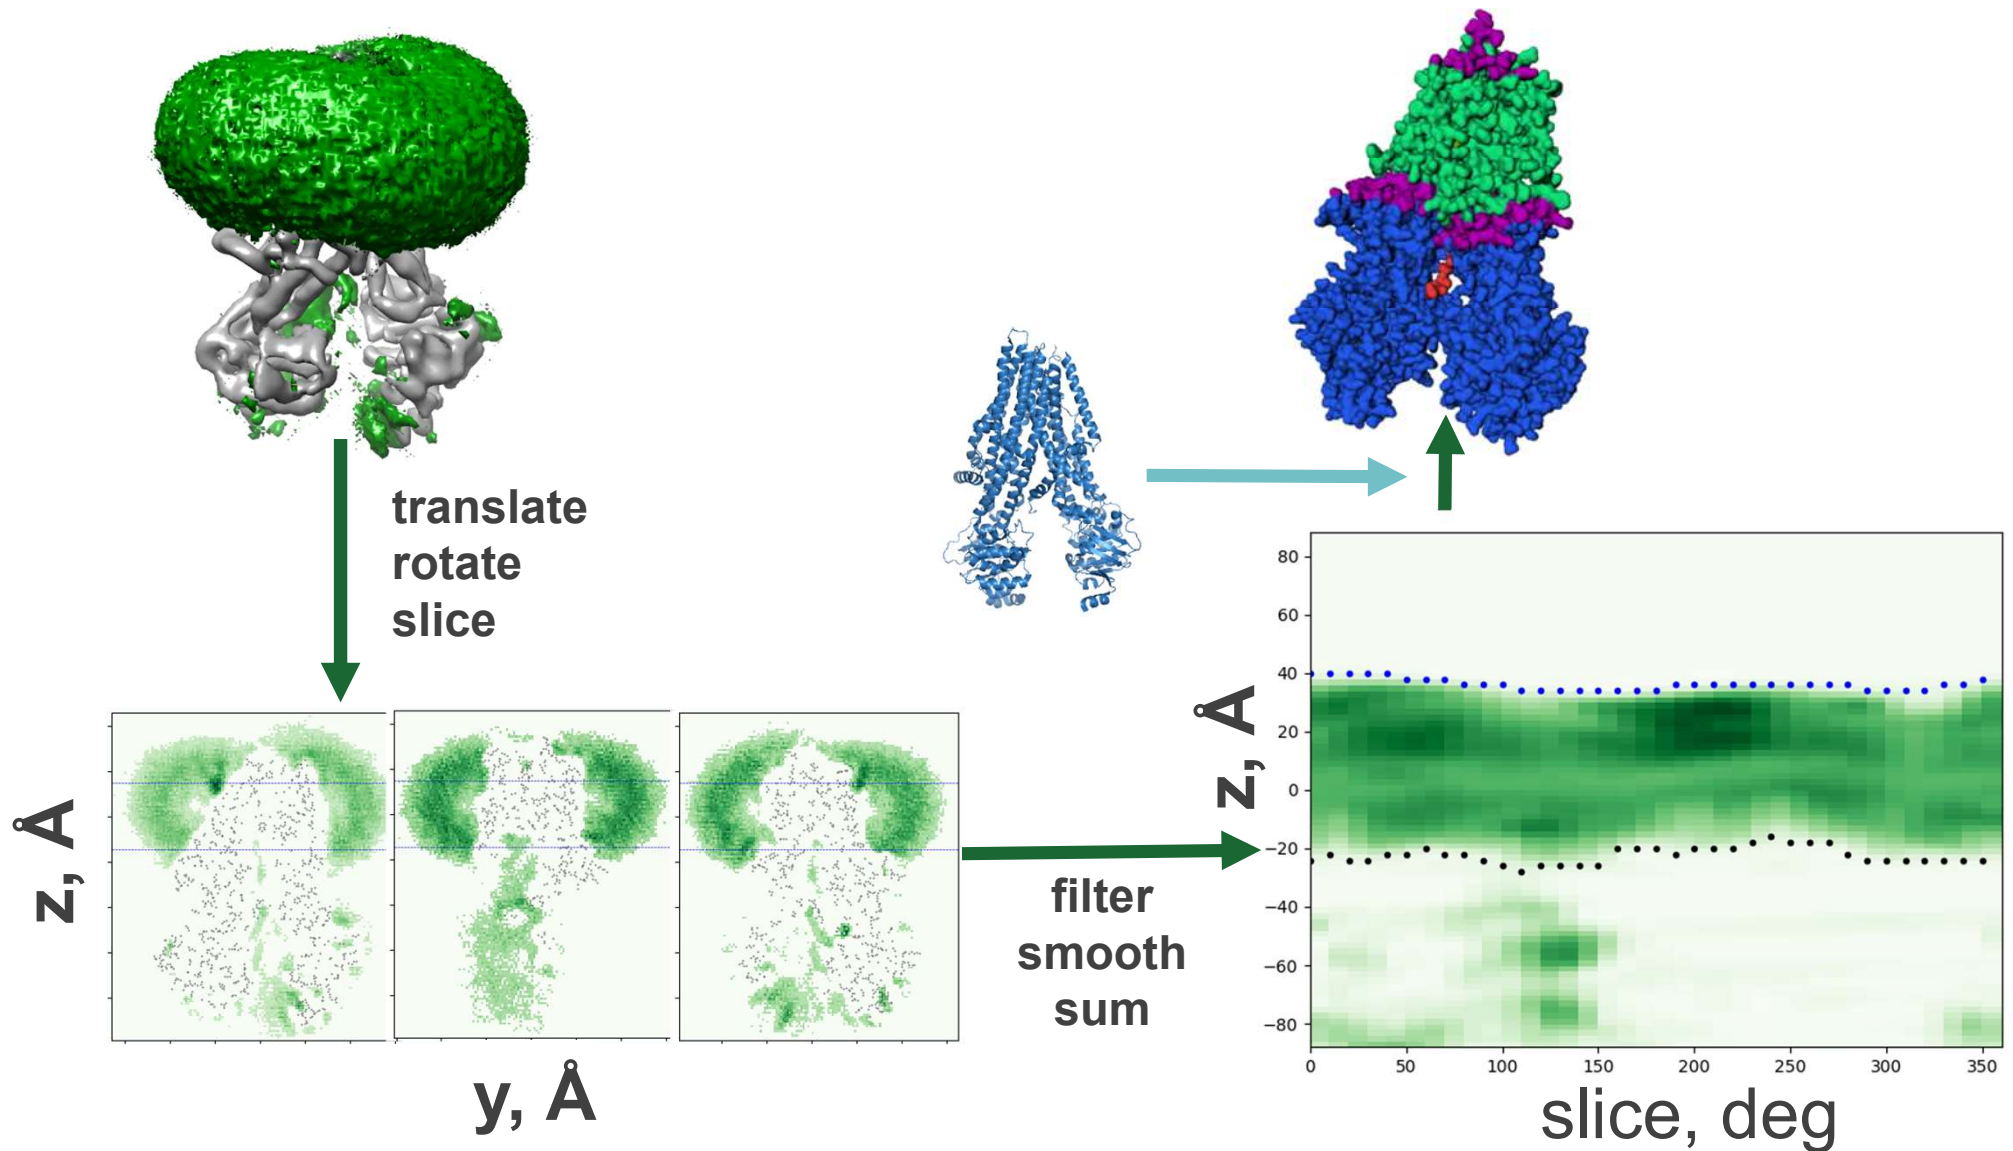 translate
rotate
slice
z, Å
y, Å
filter
smooth
sum
z, Å
80
60
40
20
0
−20
−40
−60
−80
0
50
100
150
200
250
300
350
slice, deg